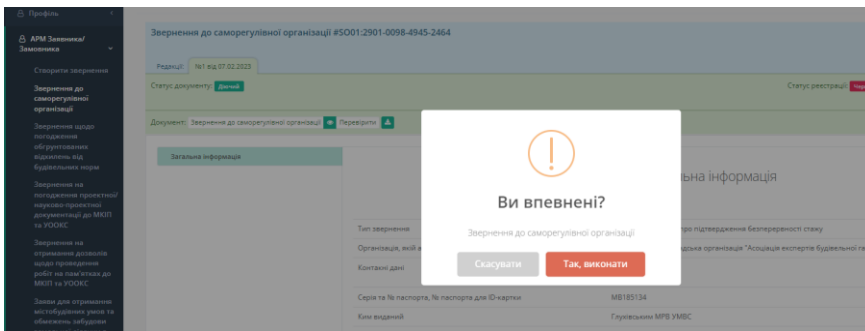 Профіль
АРМ Заявника/
Замовника
Створити звернення
Звернення до
саморегулівної
організації
Звернення щодо
погодження
обгрунтованих
відхилень від
будівельних норм
Звернення на
погодження проектної/
науково-проектної
документації до МКІП
та УООКС
Звернення на
отримання дозволів
щодо проведення
робіт на пам'ятках до
МКІП та УООКС
Заяви для отримання
містобудівних умов та
обмежень забудови
Звернення до саморегулівної організації #SO01:2901-0098-4945-2464
Редакції: №1 від 07.02.2023
Статус документу: Діючий
Статус реєстрації:
Документ: Звернення до саморегулівної організації Перевірити
Загальна інформація
льна інформація
Тип звернення
про підтвердження безперервності стажу
Організація, якій а
дська організація "Асоціація експертів будівельної га
Контакні дані
Серія та № паспорта, № паспорта для ID-картки
МВ185134
Ким виданий
Глухівським МРВ УМВС
Ви впевнені?
Звернення до саморегулівної організації
Скасувати
Так, виконати